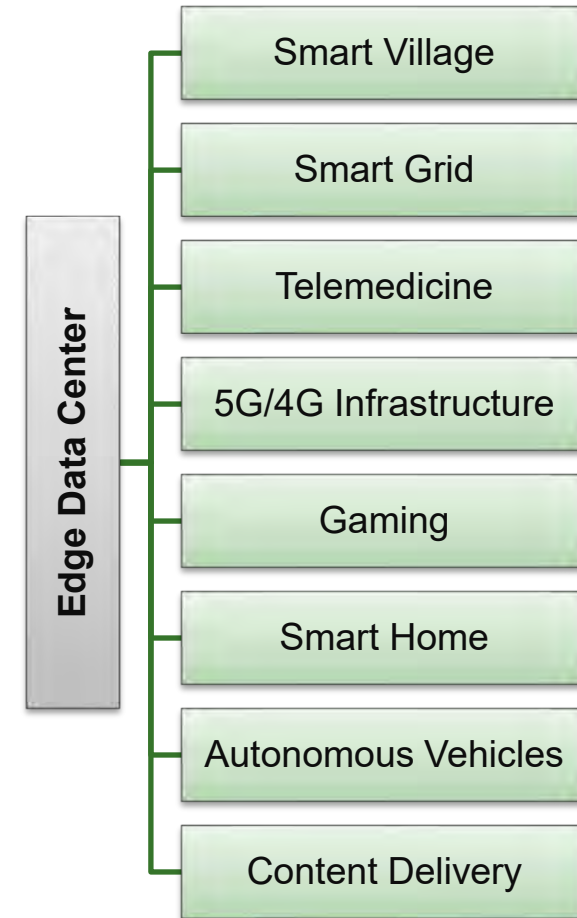 Edge Data Center
Smart Village
Smart Grid
Telemedicine
5G/4G Infrastructure
Gaming
Smart Home
Autonomous Vehicles
Content Delivery